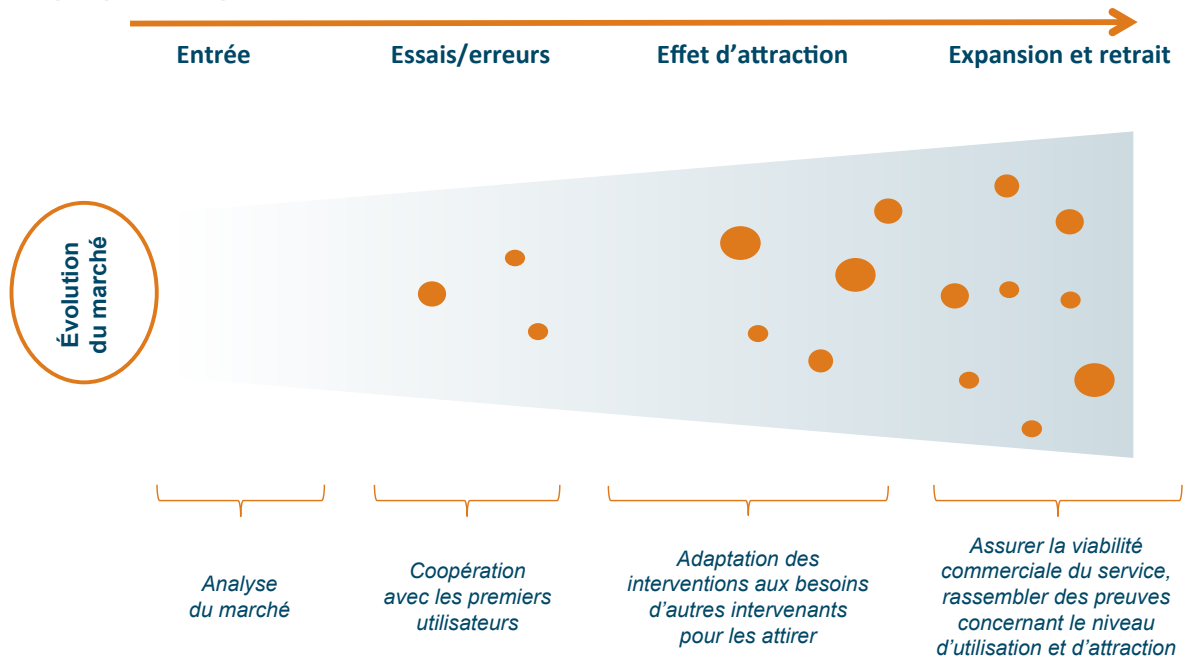 Entrée
Essais/erreurs
Effet d’attraction
Expansion et retrait
Évolution
du marché
Analyse
du marché
Coopération
avec les premiers
utilisateurs
Adaptation des
interventions aux besoins
d’autres intervenants
pour les attirer
Assurer la viabilité
commerciale du service,
rassembler des preuves
concernant le niveau
d’utilisation et d’attraction